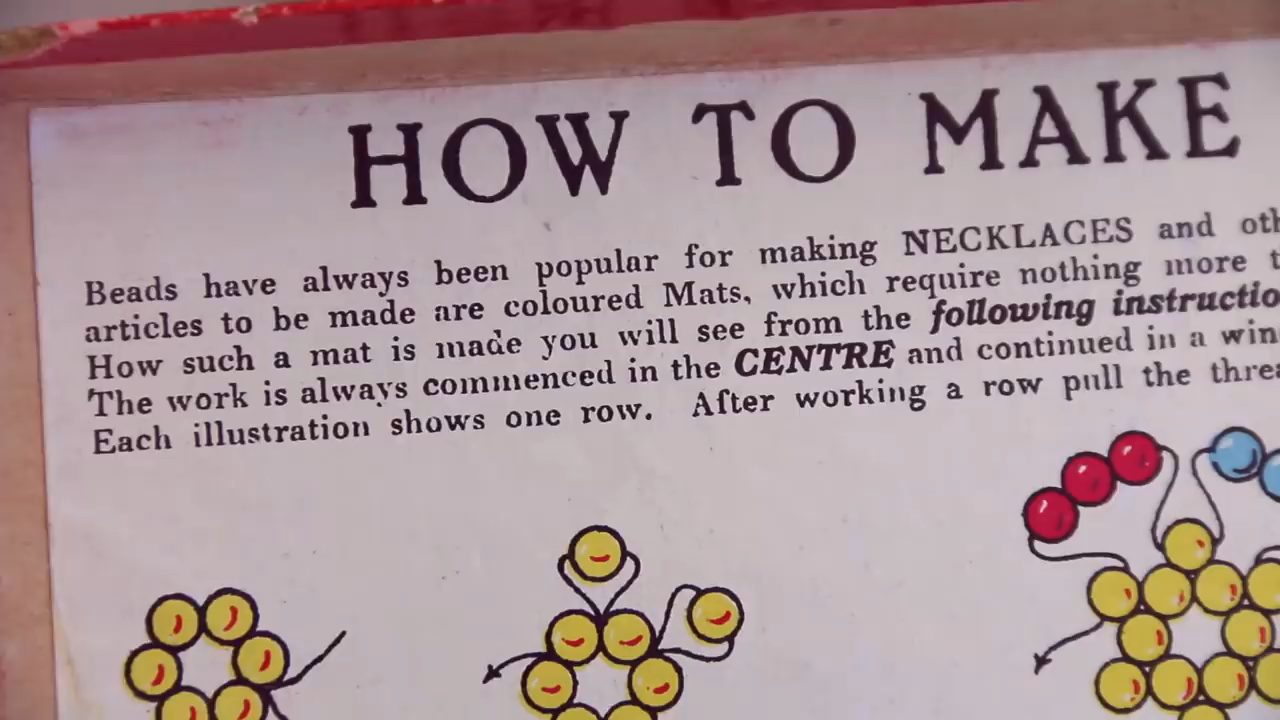 HOW TO MAKE
Beads have always been popular for making NECKLACES and
articles to be made are coloured Mats, which require nothing more
How such a mat is made you will see from the following
The work is always commenced in the CENTRE and continued in a
Each illustration shows one row. After working a row pull the